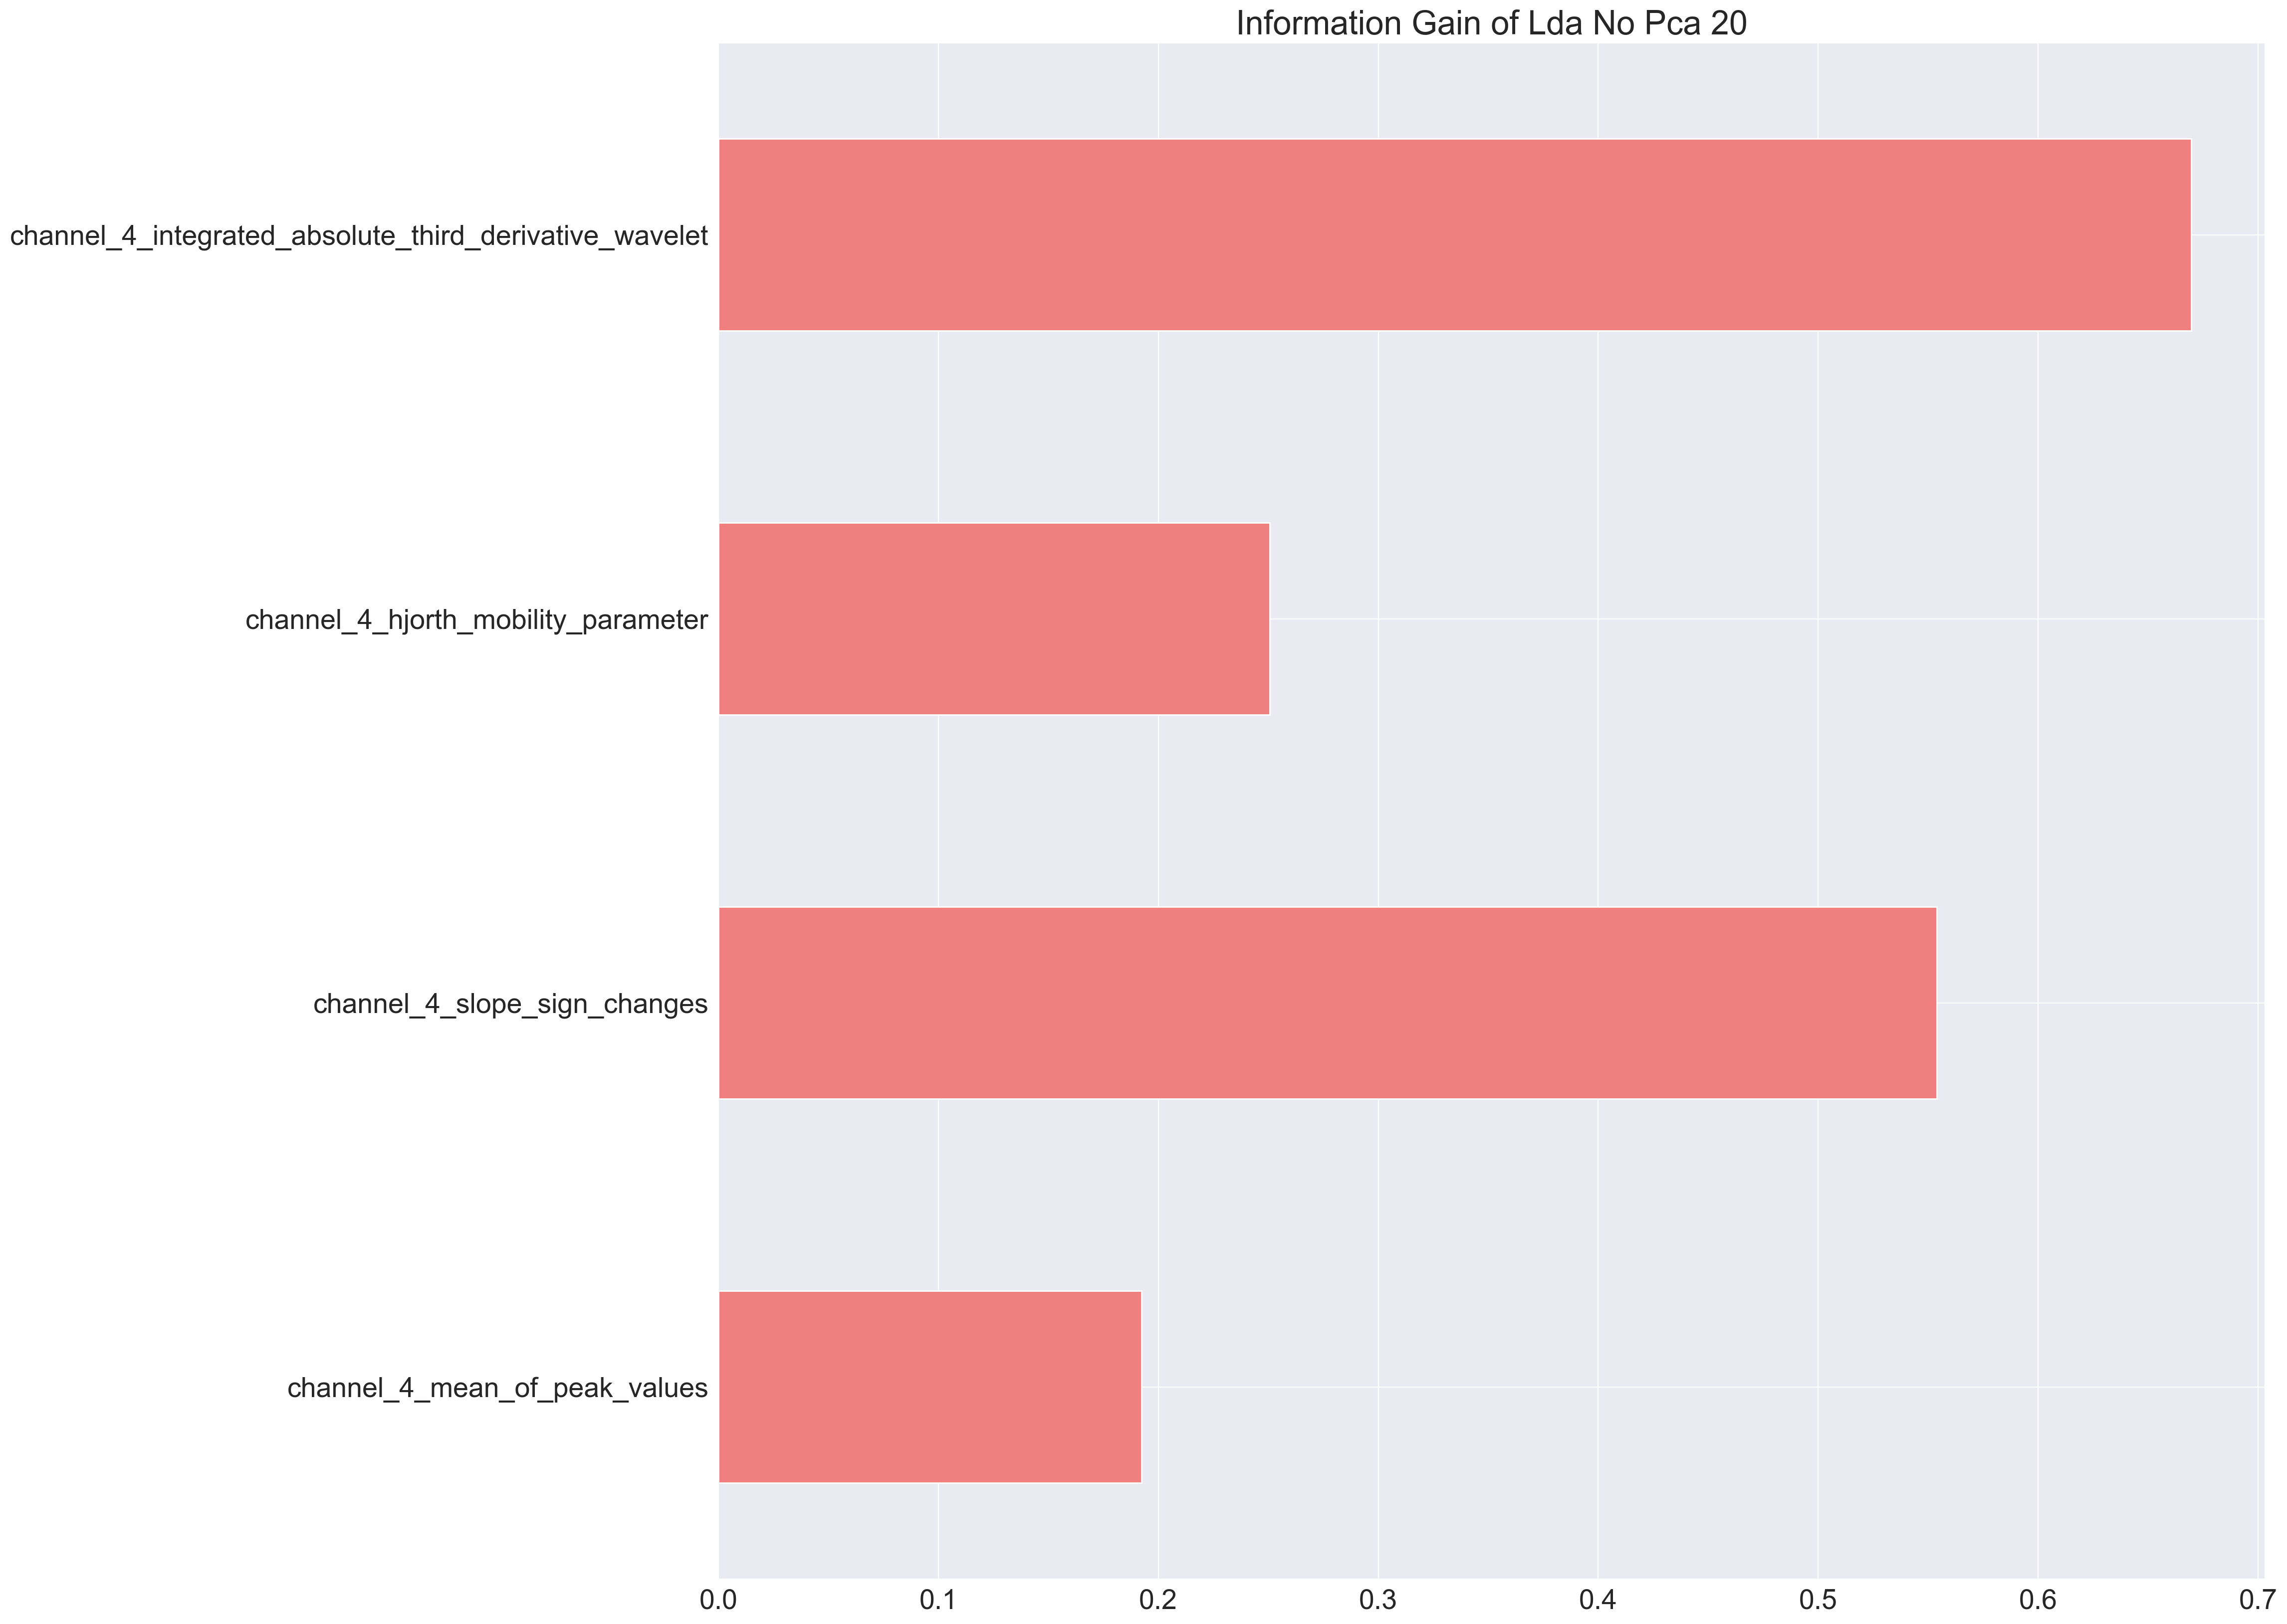 Information Gain of Lda No Pca 20
channel_4_integrated_absolute_third_derivative_wavelet
channel_4_hjorth_mobility_parameter
channel_4_slope_sign_changes
channel_4_mean_of_peak_values
0.0 0.1 0.2 0.3 0.4 0.5 0.6 0.7